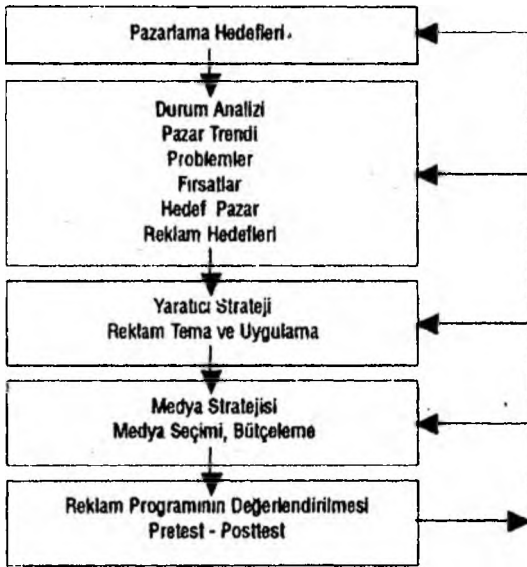 Pazarlama Hedefleri.
Durum Analizi
Pazar Trendi
Problemler
Fırsatlar
Hedef Pazar
Reklam Hedefleri
Yaratıcı Strateji
Reklam Tema ve Uygulama
Medya Stratejisi
Medya Seçimi, Bütçeleme
Reklam Programının Değerlendirilmesi
Pretest - Posttest